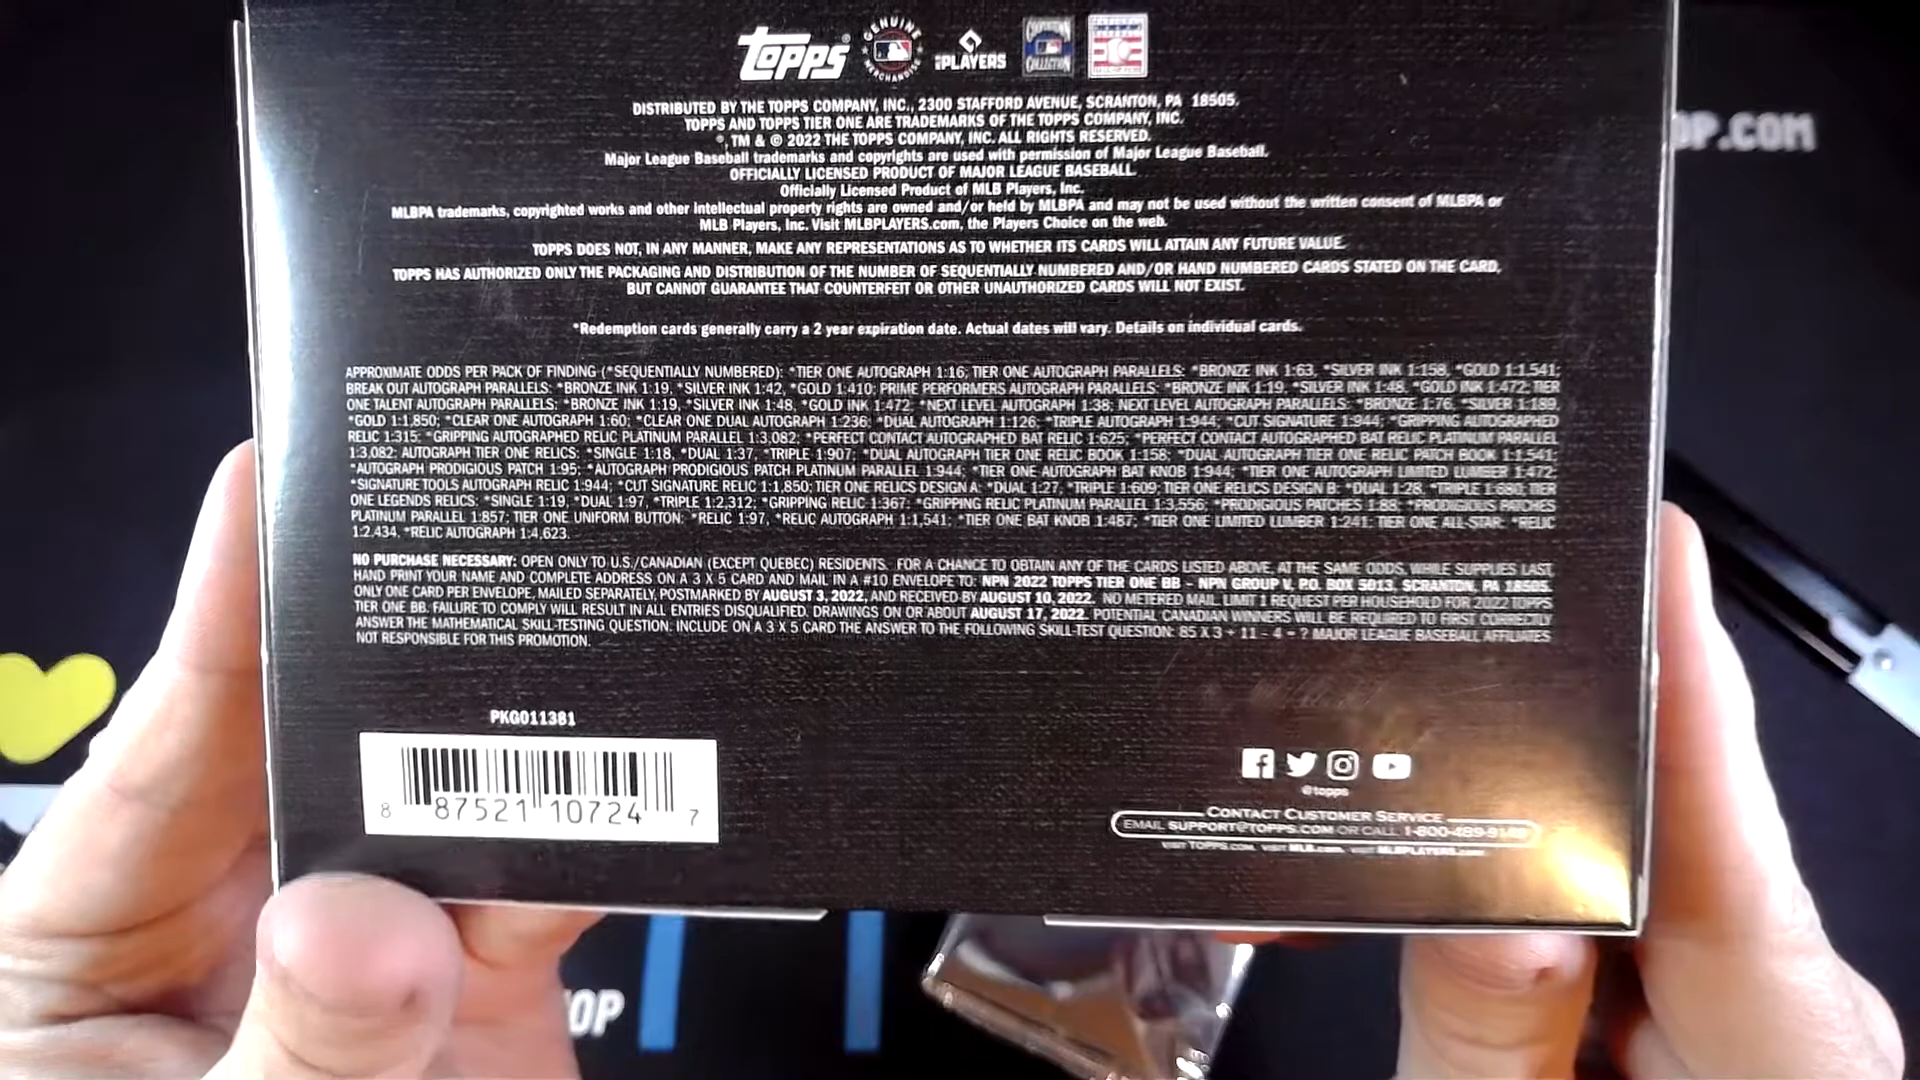 Topps
GENUINE
MERCHANDISE
PLAYERS
COOPERSTOWN
COLLECTION
DISTRIBUTED BY THE TOPPS COMPANY, INC., 2300 STAFFORD AVENUE, SCRANTON, PA 18505.
TOPPS AND TOPPS TIER ONE ARE TRADEMARKS OF THE TOPPS COMPANY, INC.
®, TM & © 2022 THE TOPPS COMPANY, INC. ALL RIGHTS RESERVED.
Major League Baseball trademarks and copyrights are used with permission of Major League Baseball.
OFFICIALLY LICENSED PRODUCT OF MAJOR LEAGUE BASEBALL.
Officially Licensed Product of MLB Players, Inc.
MLBPA trademarks, copyrighted works and other intellectual property rights are owned and/or held by MLBPA and may not be used without the written consent of MLBPA or
MLB Players, Inc. Visit MLBPLAYERS.com, the Players Choice on the web.
TOPPS DOES NOT, IN ANY MANNER, MAKE ANY REPRESENTATIONS AS TO WHETHER ITS CARDS WILL ATTAIN ANY FUTURE VALUE.
TOPPS HAS AUTHORIZED ONLY THE PACKAGING AND DISTRIBUTION OF THE NUMBER OF SEQUENTIALLY NUMBERED AND/OR HAND NUMBERED CARDS STATED ON THE CARD,
BUT CANNOT GUARANTEE THAT COUNTERFEIT OR OTHER UNAUTHORIZED CARDS WILL NOT EXIST.
*Redemption cards generally carry a 2 year expiration date. Actual dates will vary. Details on individual cards.
APPROXIMATE ODDS PER PACK OF FINDING (*SEQUENTIALLY NUMBERED): *TIER ONE AUTOGRAPH 1:16; TIER ONE AUTOGRAPH PARALLELS: *BRONZE INK 1:63, *SILVER INK 1:158, *GOLD 1:1,541;
BREAK OUT AUTOGRAPH PARALLELS: *BRONZE INK 1:19, *SILVER INK 1:42, *GOLD 1:410; PRIME PERFORMERS AUTOGRAPH PARALLELS: *BRONZE INK 1:19, *SILVER INK 1:48, *GOLD INK 1:472; TIER
ONE TALENT AUTOGRAPH PARALLELS: *BRONZE INK 1:19, *SILVER INK 1:48, *GOLD INK 1:472, *NEXT LEVEL AUTOGRAPH 1:38; NEXT LEVEL AUTOGRAPH PARALLELS: *BRONZE 1:76, *SILVER 1:189,
*GOLD 1:1,850; *CLEAR ONE AUTOGRAPH 1:60; *CLEAR ONE DUAL AUTOGRAPH 1:236; *DUAL AUTOGRAPH 1:126; *TRIPLE AUTOGRAPH 1:944; *CUT SIGNATURE 1:944; *GRIPPING AUTOGRAPHED
RELIC 1:315; *GRIPPING AUTOGRAPHED RELIC PLATINUM PARALLEL 1:3,082; *PERFECT CONTACT AUTOGRAPHED BAT RELIC 1:625; *PERFECT CONTACT AUTOGRAPHED BAT RELIC PLATINUM PARALLEL
1:3,082; AUTOGRAPH TIER ONE RELICS: *SINGLE 1:18, *DUAL 1:37, *TRIPLE 1:907; *DUAL AUTOGRAPH TIER ONE RELIC BOOK 1:158; *DUAL AUTOGRAPH TIER ONE RELIC PATCH BOOK 1:1,541;
*AUTOGRAPH PRODIGIOUS PATCH 1:95; *AUTOGRAPH PRODIGIOUS PATCH PLATINUM PARALLEL 1:944; *TIER ONE AUTOGRAPH BAT KNOB 1:944; *TIER ONE AUTOGRAPH LIMITED LUMBER 1:472;
*SIGNATURE TOOLS AUTOGRAPH RELIC 1:944; *CUT SIGNATURE RELIC 1:1,850; TIER ONE RELICS DESIGN A: *DUAL 1:27, *TRIPLE 1:609; TIER ONE RELICS DESIGN B: *DUAL 1:28, *TRIPLE 1:680; TIER
ONE LEGENDS RELICS: *SINGLE 1:19, *DUAL 1:97, *TRIPLE 1:2,312; *GRIPPING RELIC 1:367; *GRIPPING RELIC PLATINUM PARALLEL 1:3,556; *PRODIGIOUS PATCHES 1:88; *PRODIGIOUS PATCHES
PLATINUM PARALLEL 1:857; TIER ONE UNIFORM BUTTON: *RELIC 1:97, *RELIC AUTOGRAPH 1:1,541; *TIER ONE BAT KNOB 1:487; *TIER ONE LIMITED LUMBER 1:241; TIER ONE ALL-STAR: *RELIC
1:2,434, *RELIC AUTOGRAPH 1:4,623.
NO PURCHASE NECESSARY: OPEN ONLY TO U.S./CANADIAN (EXCEPT QUEBEC) RESIDENTS. FOR A CHANCE TO OBTAIN ANY OF THE CARDS LISTED ABOVE, AT THE SAME ODDS, WHILE SUPPLIES LAST,
HAND PRINT YOUR NAME AND COMPLETE ADDRESS ON A 3 X 5 CARD AND MAIL IN A #10 ENVELOPE TO: NPN 2022 TOPPS TIER ONE BB - NPN GROUP V, P.O. BOX 5013, SCRANTON, PA 18505.
ONLY ONE CARD PER ENVELOPE, MAILED SEPARATELY, POSTMARKED BY AUGUST 3, 2022, AND RECEIVED BY AUGUST 10, 2022. NO METERED MAIL. LIMIT 1 REQUEST PER HOUSEHOLD FOR 2022 TOPPS
TIER ONE BB. FAILURE TO COMPLY WILL RESULT IN ALL ENTRIES DISQUALIFIED. DRAWINGS ON OR ABOUT AUGUST 17, 2022. POTENTIAL CANADIAN WINNERS WILL BE REQUIRED TO FIRST CORRECTLY
ANSWER THE MATHEMATICAL SKILL-TESTING QUESTION. INCLUDE ON A 3 X 5 CARD THE ANSWER TO THE FOLLOWING SKILL-TEST QUESTION: 85 X 3 + 11 - 4 = ? MAJOR LEAGUE BASEBALL AFFILIATES
NOT RESPONSIBLE FOR THIS PROMOTION.
PKG011381
8 87521 10724 7
@topps
CONTACT CUSTOMER SERVICE
EMAIL SUPPORT@TOPPS.COM OR CALL 1-800-489-9
VISIT TOPPS.COM, VISIT MLB.com, VISIT MLBPLAYERS.com
OP.COM
OP